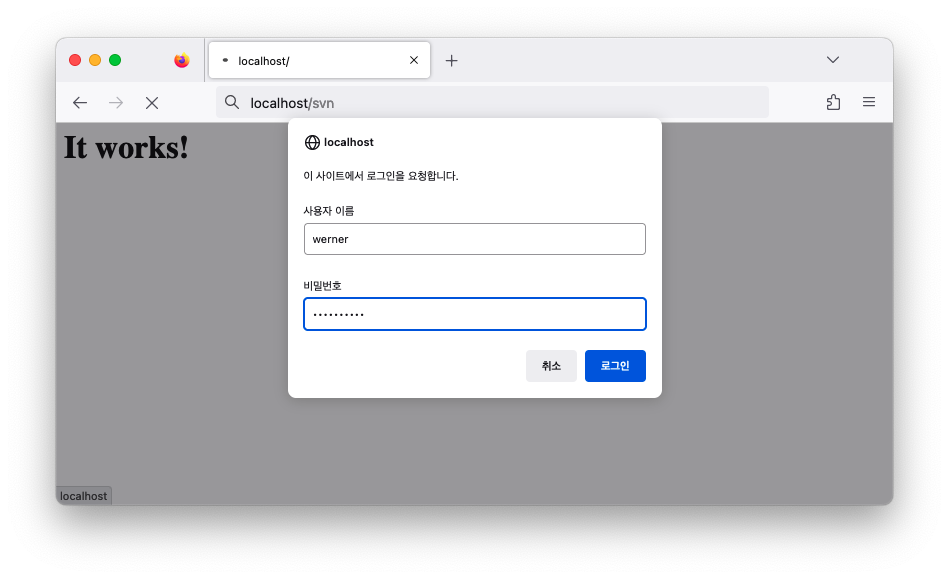 localhost/
localhost/svn
It works!
localhost
이 사이트에서 로그인을 요청합니다.
사용자 이름
werner
비밀번호
••••••••••
취소
로그인
localhost